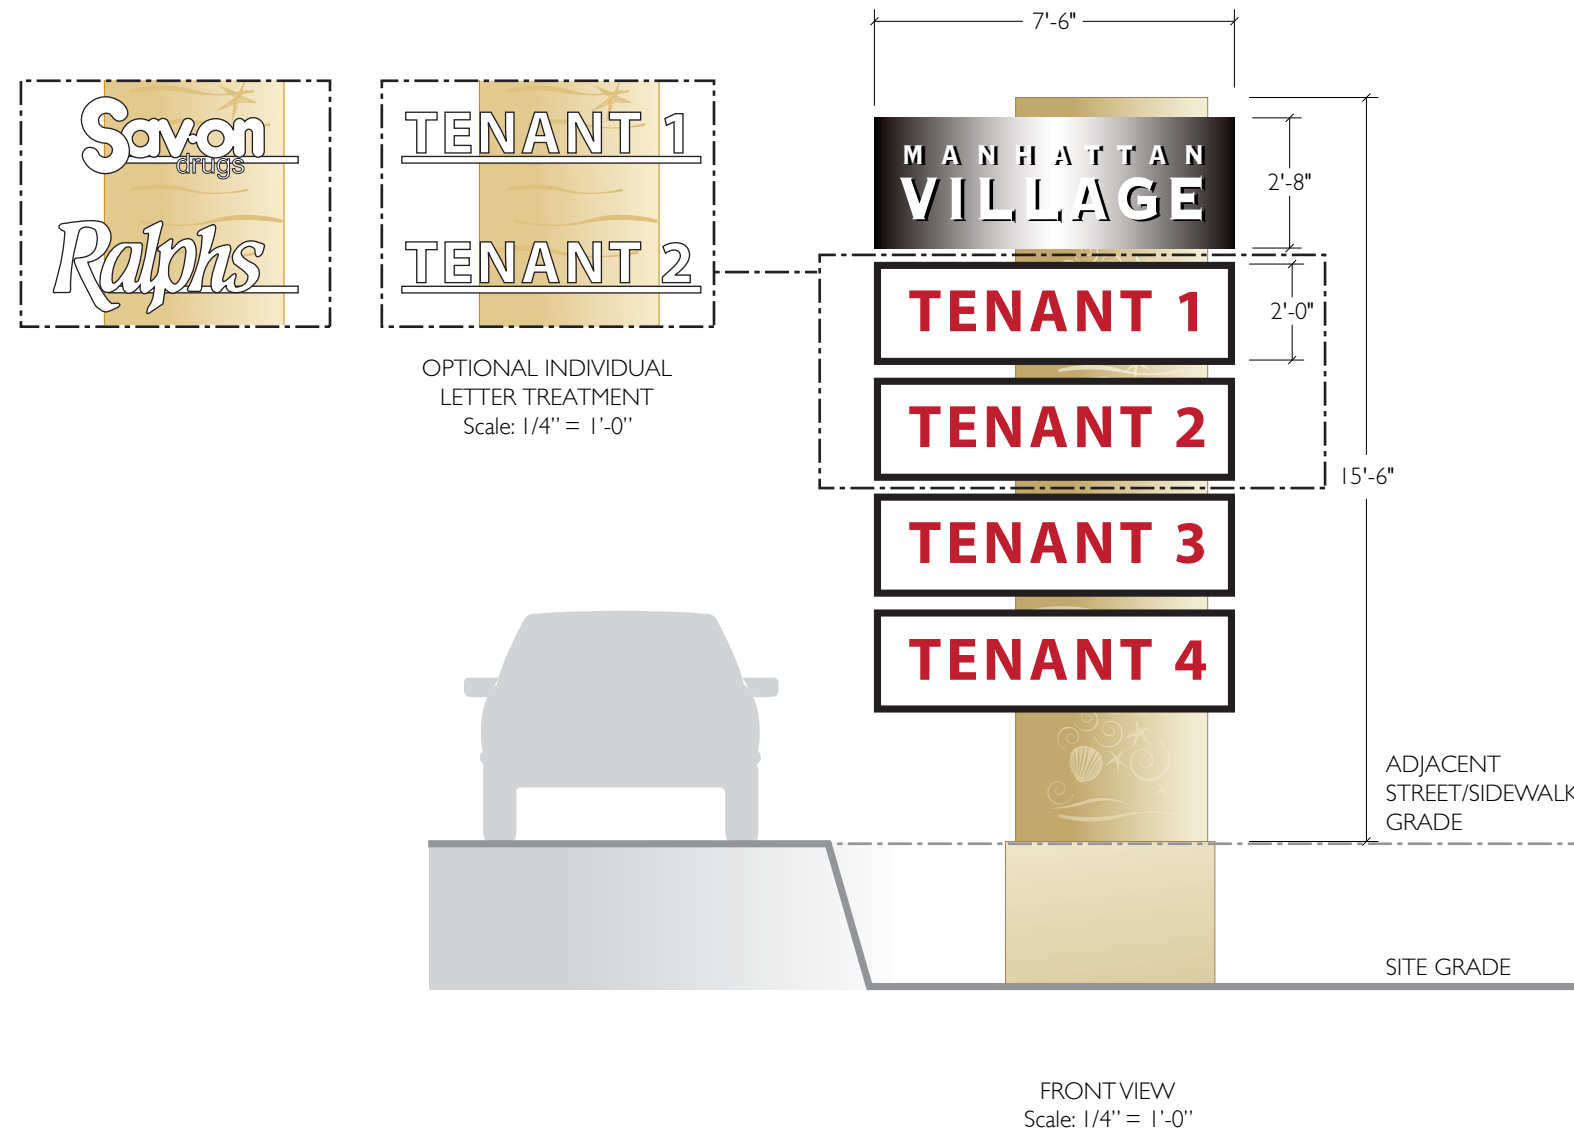 7'-6"
Sav-on
drugs
Ralphs
TENANT 1
TENANT 2
OPTIONAL INDIVIDUAL
LETTER TREATMENT
Scale: 1/4'' = 1'-0''
MANHATTAN
VILLAGE
2'-8"
TENANT 1
2'-0"
TENANT 2
15'-6"
TENANT 3
TENANT 4
ADJACENT
STREET/SIDEWALK
GRADE
SITE GRADE
FRONT VIEW
Scale: 1/4'' = 1'-0''